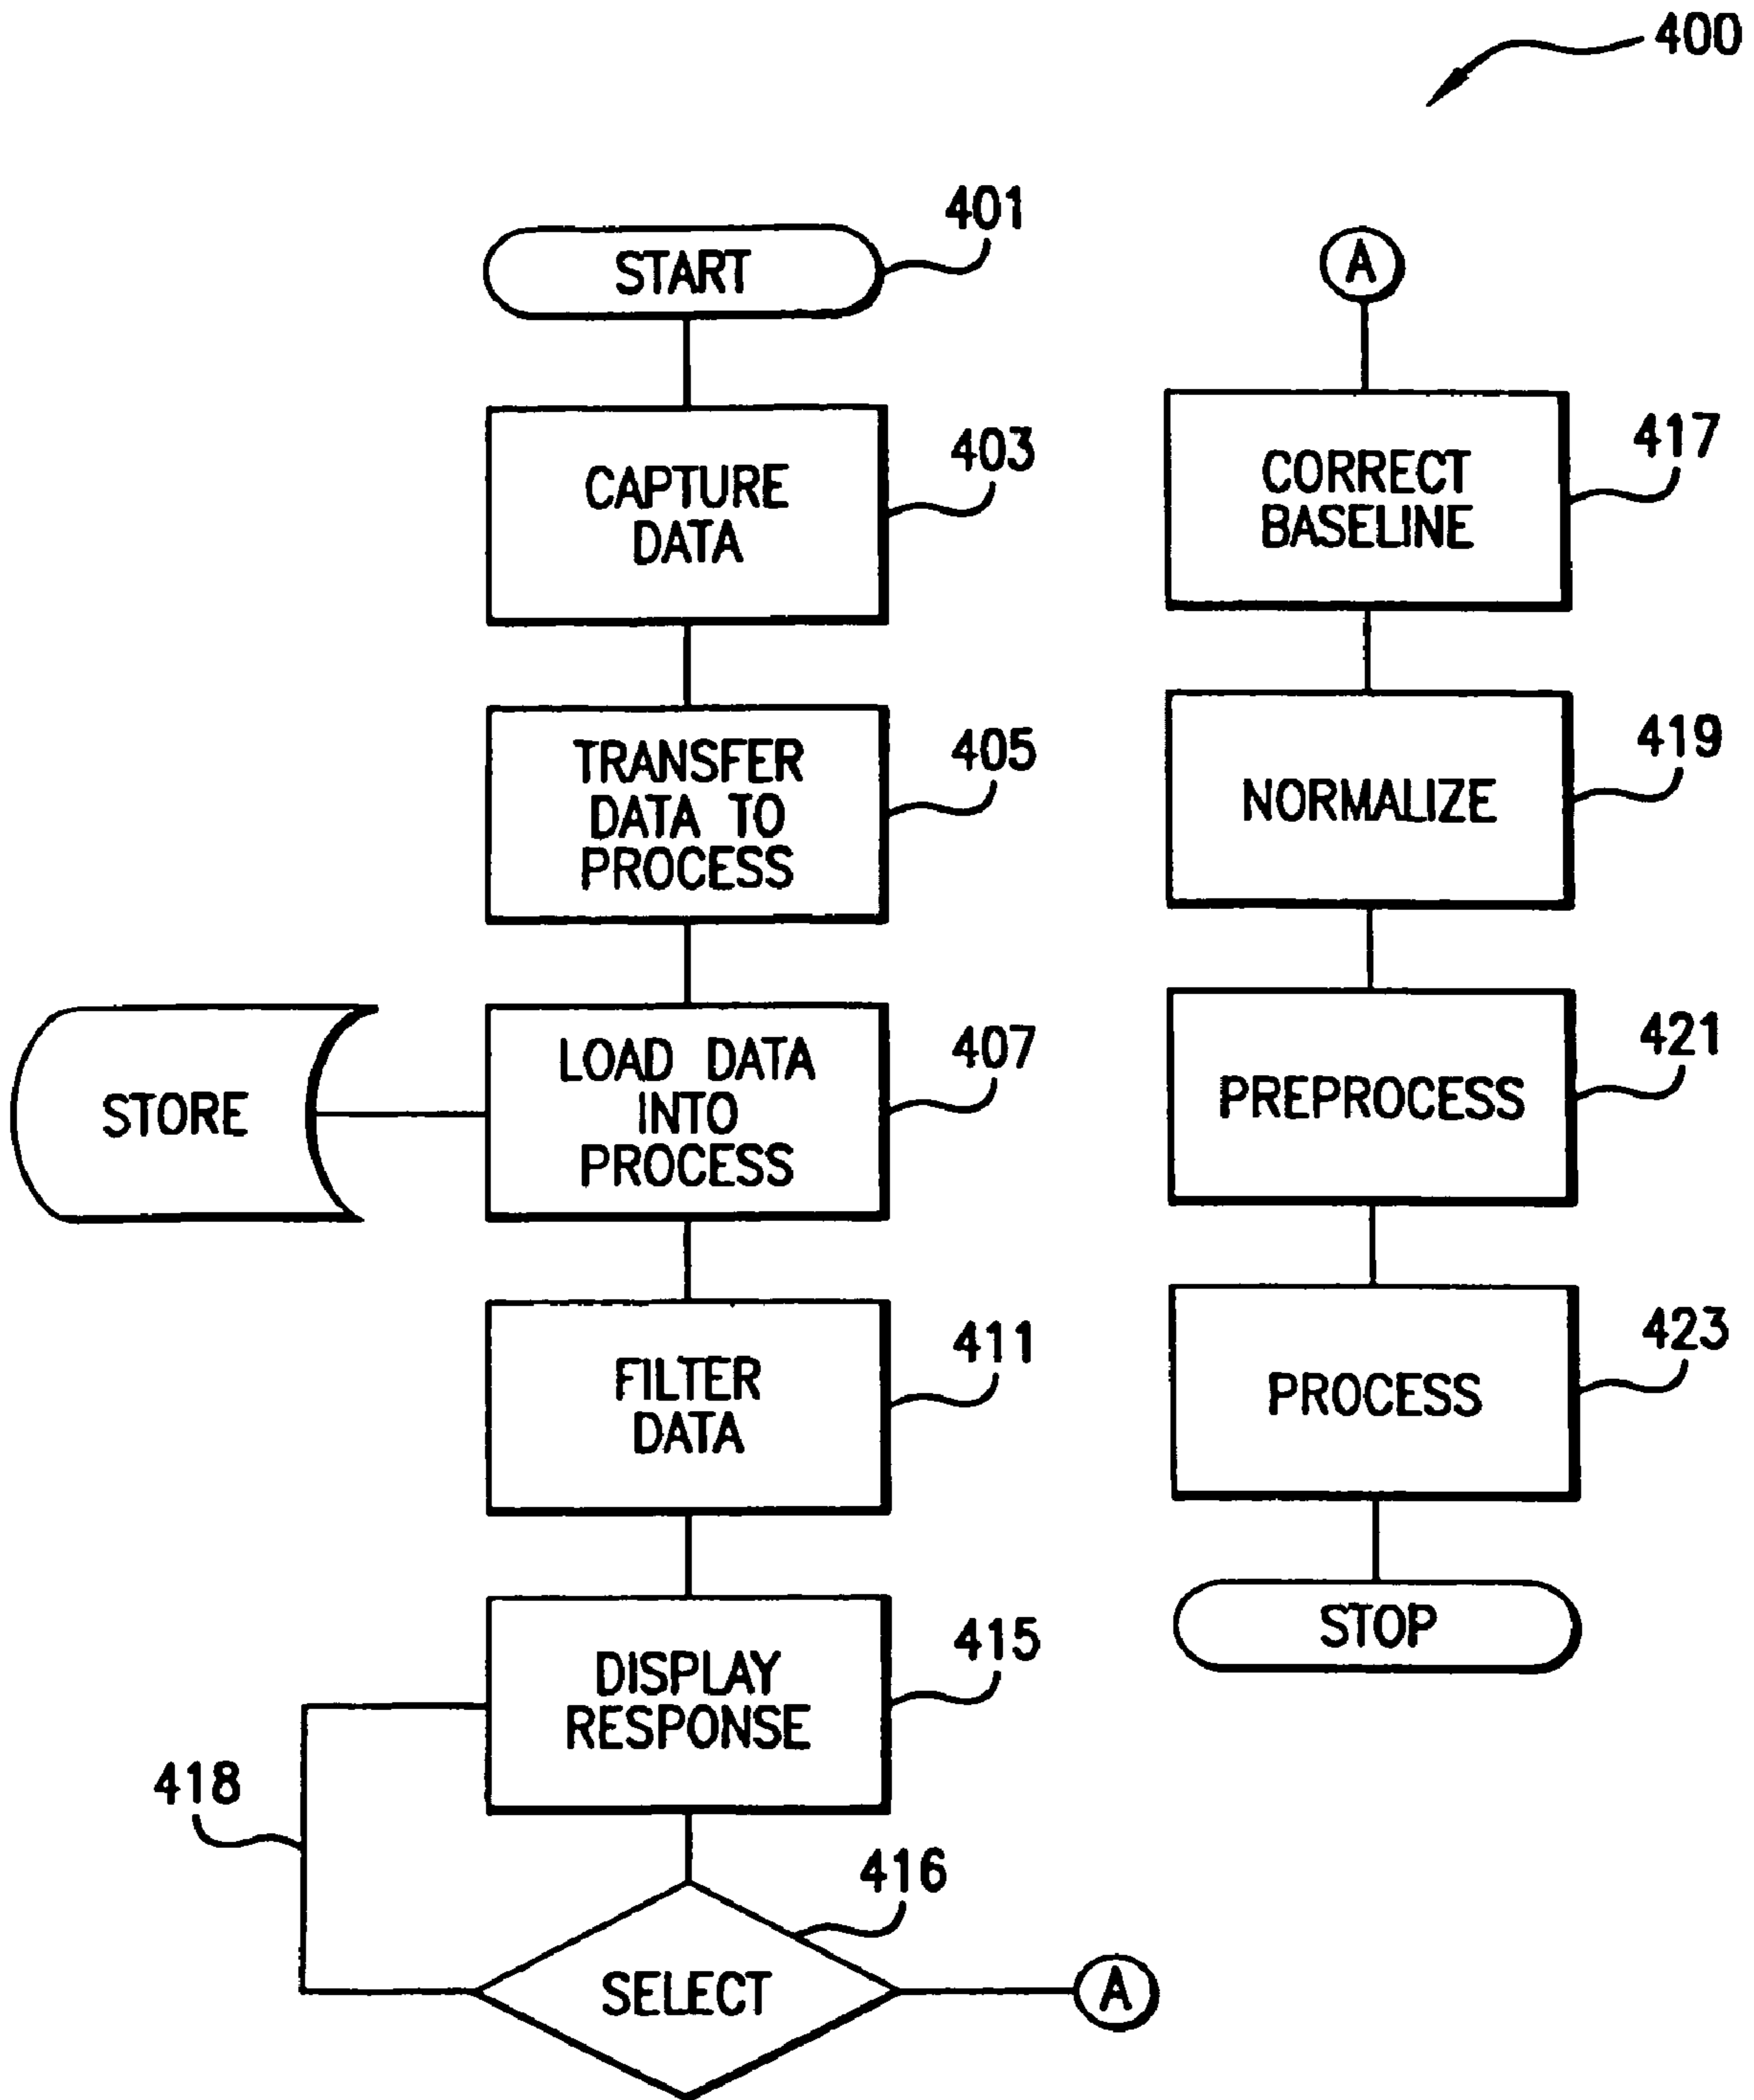 400
START
401
CAPTURE
DATA
403
TRANSFER
DATA TO
PROCESS
405
STORE
LOAD DATA
INTO
PROCESS
407
FILTER
DATA
411
DISPLAY
RESPONSE
415
418
SELECT
416
A
A
CORRECT
BASELINE
417
NORMALIZE
419
PREPROCESS
421
PROCESS
423
STOP